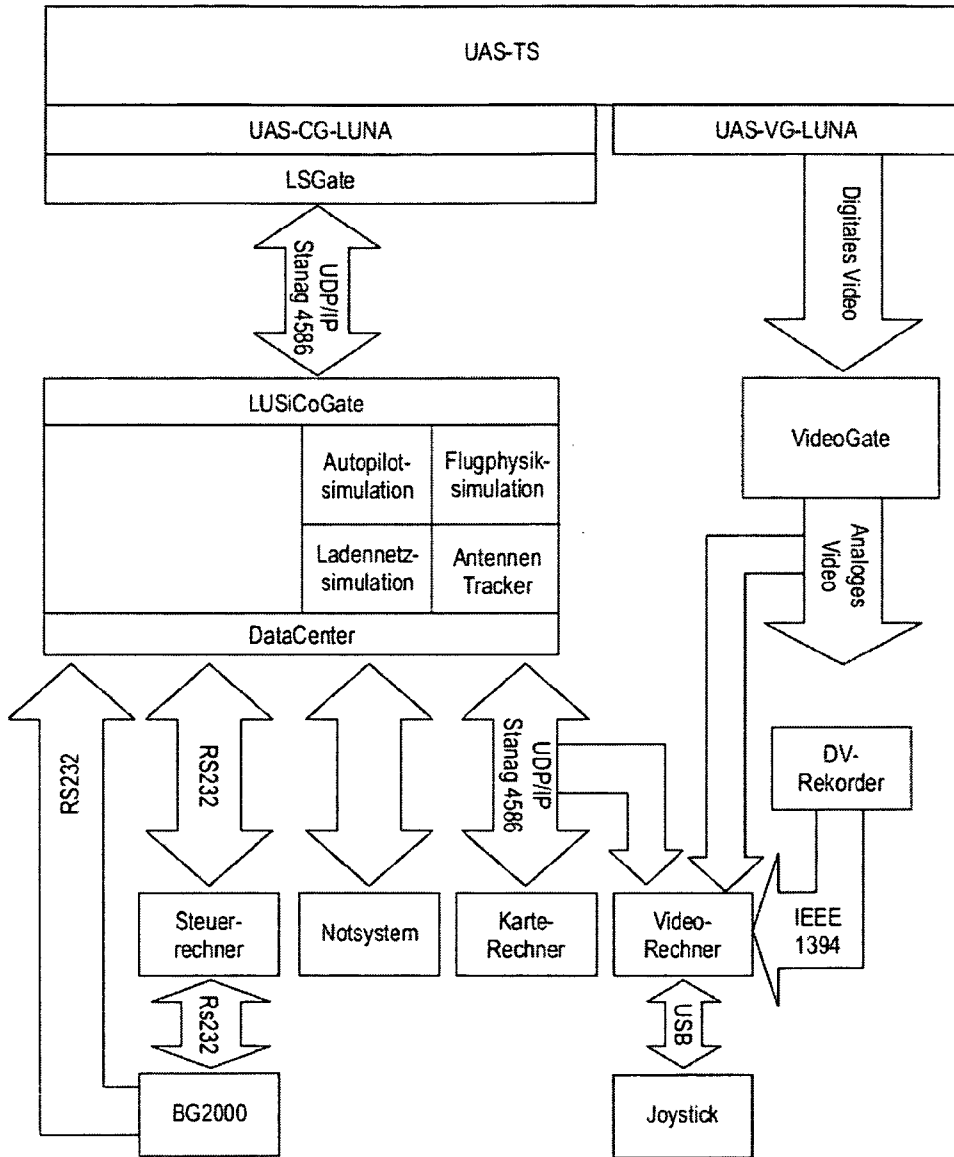 UAS-TS
UAS-CG-LUNA
UAS-VG-LUNA
LSGate
UDP/IP
Stanag 4586
Digitales Video
LUSiCoGate
VideoGate
Autopilot-
simulation
Flugphysik-
simulation
Ladennetz-
simulation
Antennen
Tracker
Analoges
Video
DataCenter
RS232
RS232
UDP/IP
Stanag 4586
DV-
Rekorder
Steuer-
rechner
Notsystem
Karte-
Rechner
Video-
Rechner
IEEE
1394
Rs232
USB
BG2000
Joystick